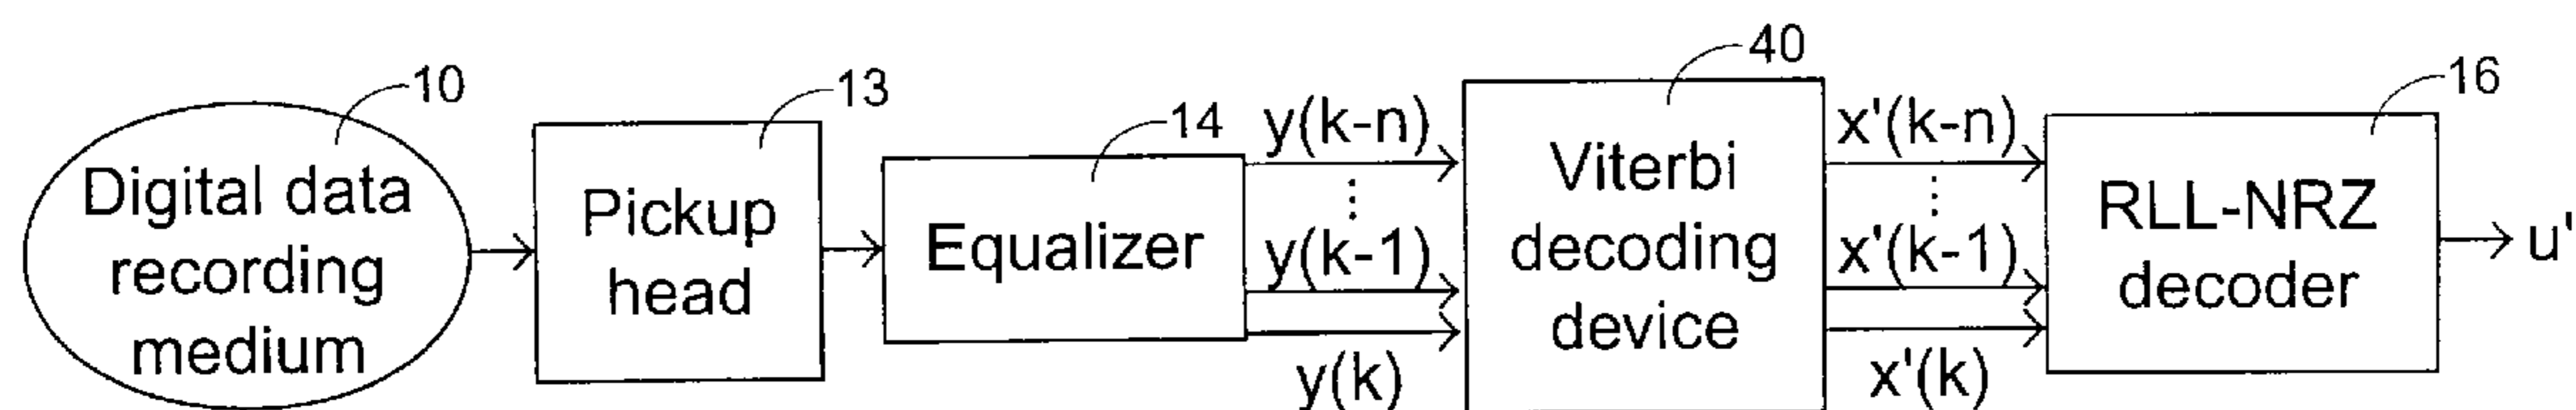 10
Digital data
recording
medium
13
Pickup
head
14
Equalizer
y(k-n)
⋮
y(k-1)
y(k)
40
Viterbi
decoding
device
x'(k-n)
⋮
x'(k-1)
x'(k)
16
RLL-NRZ
decoder
u'